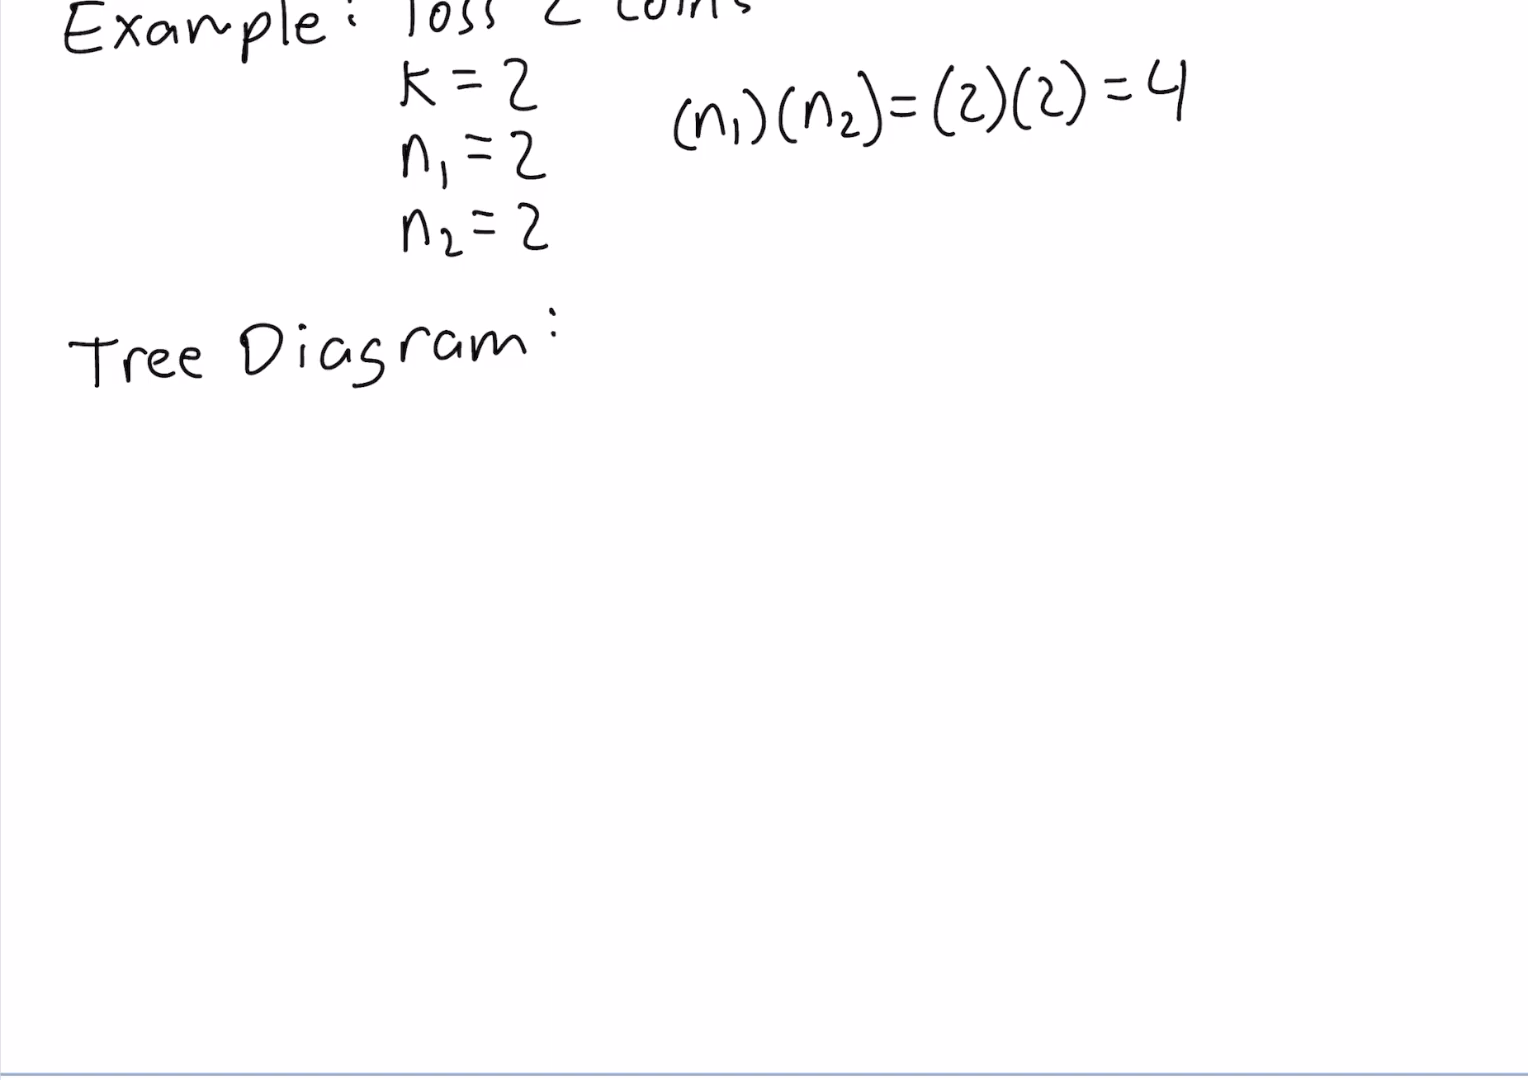 Example: Toss 2 coins
K = 2
(n₁)(n₂) = (2)(2) = 4
n₁ = 2
n₂ = 2
Tree Diagram: